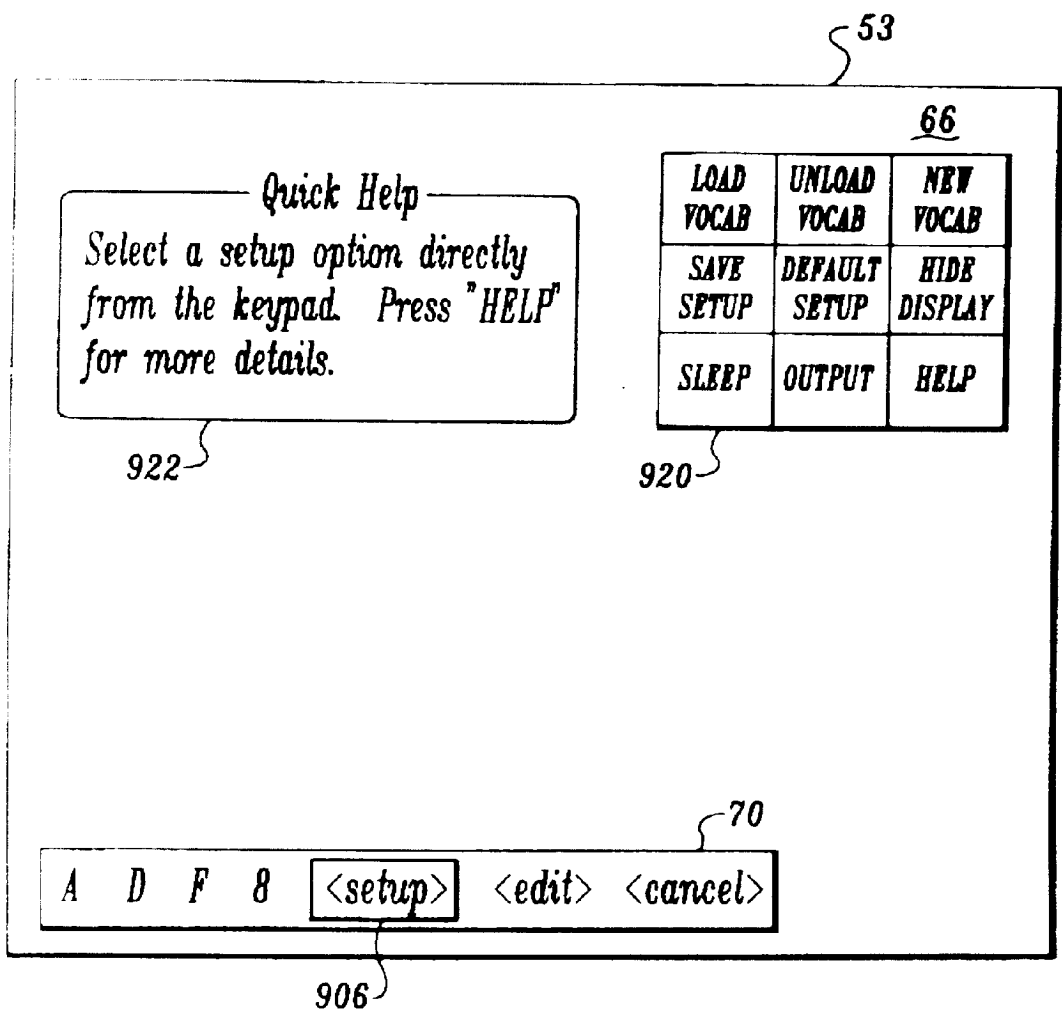 53
66
Quick Help
Select a setup option directly
from the keypad. Press "HELP"
for more details.
922
LOAD VOCAB UNLOAD VOCAB NEW VOCAB
SAVE SETUP DEFAULT SETUP HIDE DISPLAY
SLEEP OUTPUT HELP
920
70
A D F 8 <setup> <edit> <cancel>
906